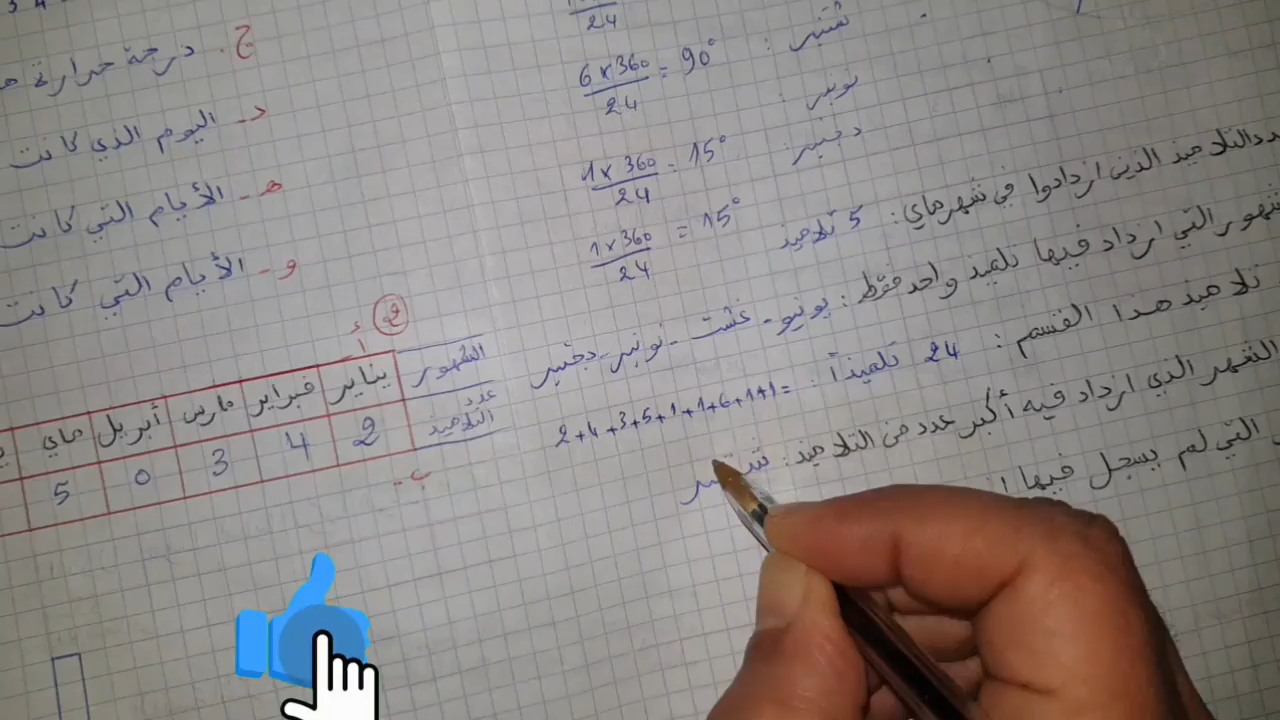 24
شتنبر :
6 x 360 / 24 = 90°
نونبر :
1 x 360 / 24 = 15°
دجنبر :
1 x 360 / 24 = 15°
التلاميذ الذين ازدادوا في شهر ماي : 5 تلاميذ
التي ازداد فيها تلميذ واحد فقط : يونيو - غشت - نونبر - دجنبر
تلاميذ هذا القسم : 24 تلميذاً :
2+4+3+5+1+1+6+1+1=
الشهر الذي ازداد فيه أكبر عدد من التلاميذ : شتنبر
التي لم يسجل فيها
ج. درجة حرارة
د- اليوم الذي كانت
هـ- الأيام التي كانت
و- الأيام التي كانت
أ-
الشهور يناير فبراير مارس أبريل ماي
عدد التلاميذ 2 4 3 0 5
ب-